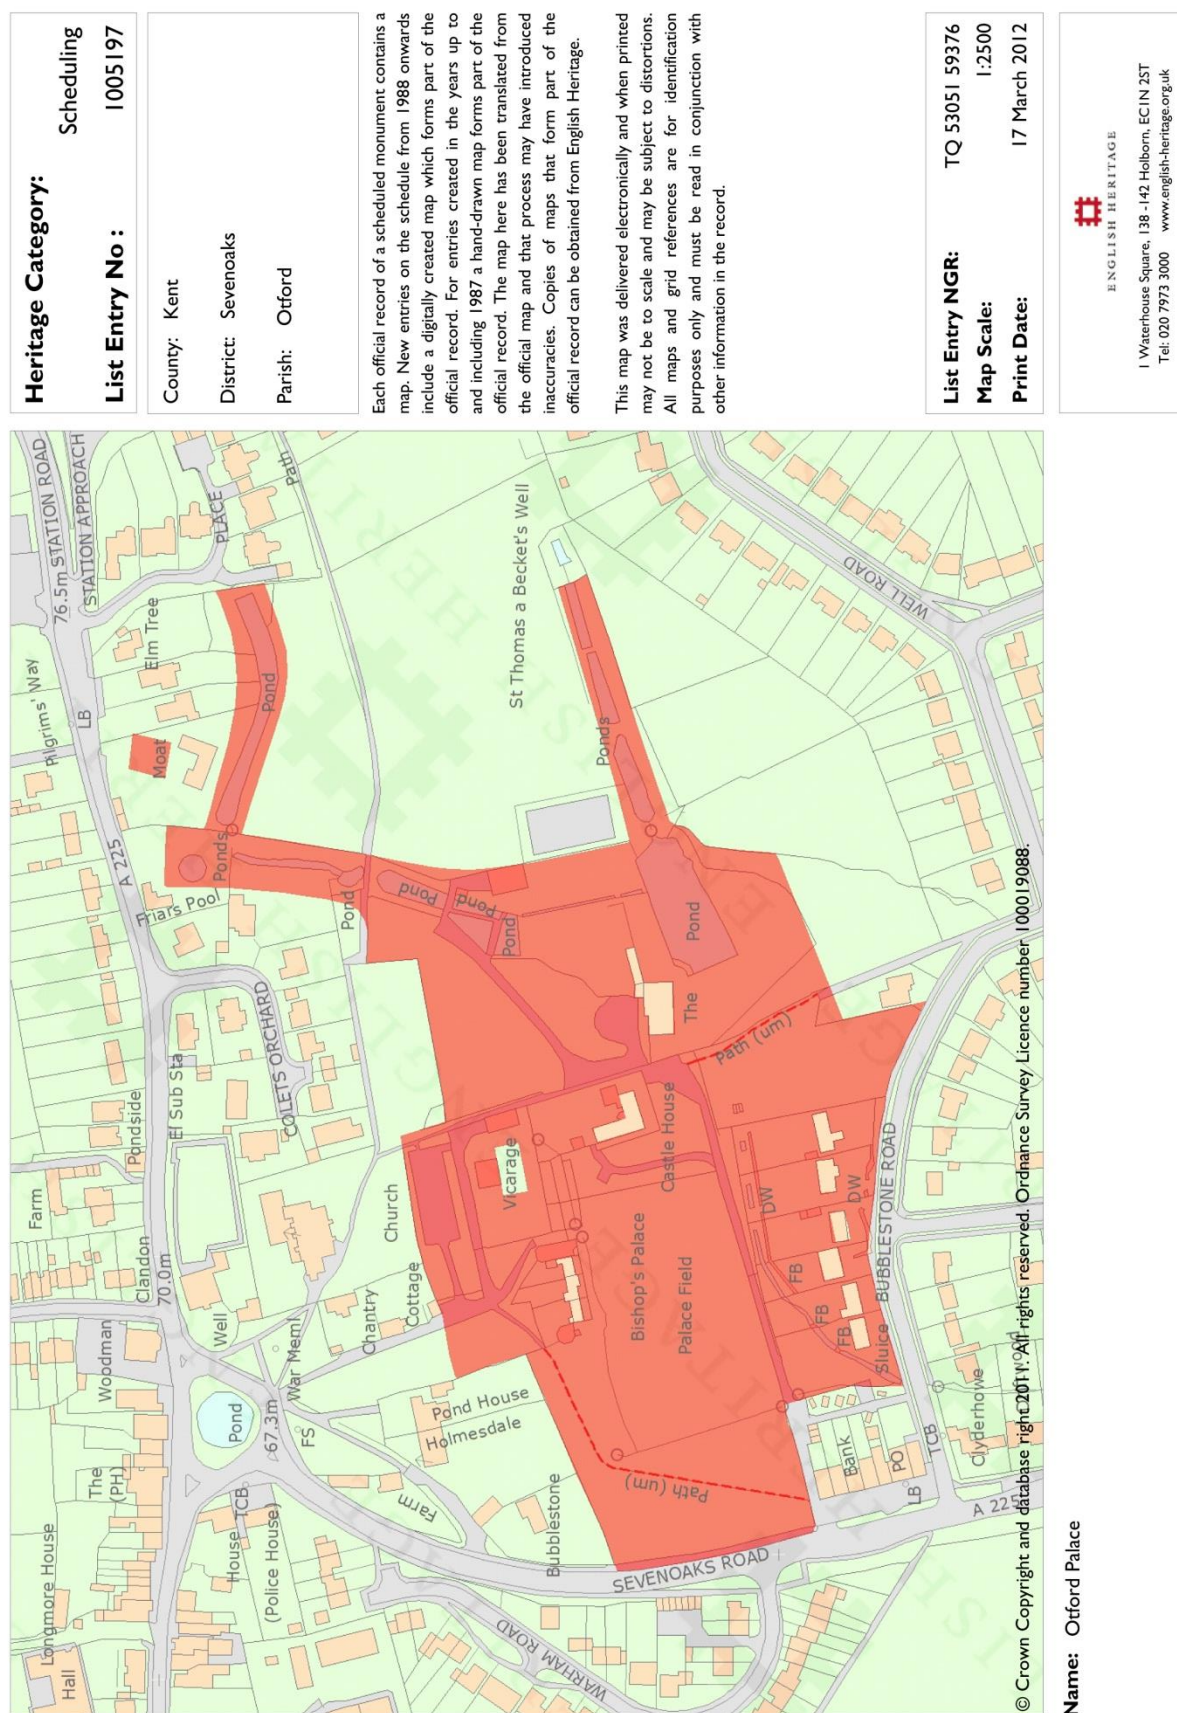 Heritage Category:
Scheduling
List Entry No : 1005197
County: Kent
District: Sevenoaks
Parish: Otford
Each official record of a scheduled monument contains a
map. New entries on the schedule from 1988 onwards
include a digitally created map which forms part of the
official record. For entries created in the years up to
and including 1987 a hand-drawn map forms part of the
official record. The map here has been translated from
the official map and that process may have introduced
inaccuracies. Copies of maps that form part of the
official record can be obtained from English Heritage.
This map was delivered electronically and when printed
may not be to scale and may be subject to distortions.
All maps and grid references are for identification
purposes only and must be read in conjunction with
other information in the record.
List Entry NGR: TQ 53051 59376
Map Scale: 1:2500
Print Date: 17 March 2012
ENGLISH HERITAGE
1 Waterhouse Square, 138 -142 Holborn, EC1N 2ST
Tel: 020 7973 3000 www.english-heritage.org.uk
Longmore House
Hall
The
(PH)
Woodman
Farm
Clandon
70.0m
Pondside
El Sub Sta
A 225
Pilgrims' Way
LB
76.5m
STATION ROAD
STATION APPROACH
House
TCB
(Police House)
Pond
67.3m
FS
War Meml
Well
COLETS ORCHARD
Friars Pool
Moat
Elm Tree
PLACE
Path
Ponds
Pond
Pond
Pond
Pond
Pond
Farm
Pond House
Holmesdale
Chantry
Cottage
Church
Bubblestone
Vicarage
St Thomas a Becket's Well
Ponds
Pond
The
Path (um)
Bishop's Palace
Palace Field
Castle House
Path (um)
SEVENOAKS ROAD
WARHAM ROAD
DW
DW
FB
FB
FB
Sluice
BUBBLESTONE ROAD
WELL ROAD
Bank
PO
LB
TCB
A 225
Clyderhowe
© Crown Copyright and database right 2011. All rights reserved. Ordnance Survey Licence number 100019088.
Name: Otford Palace